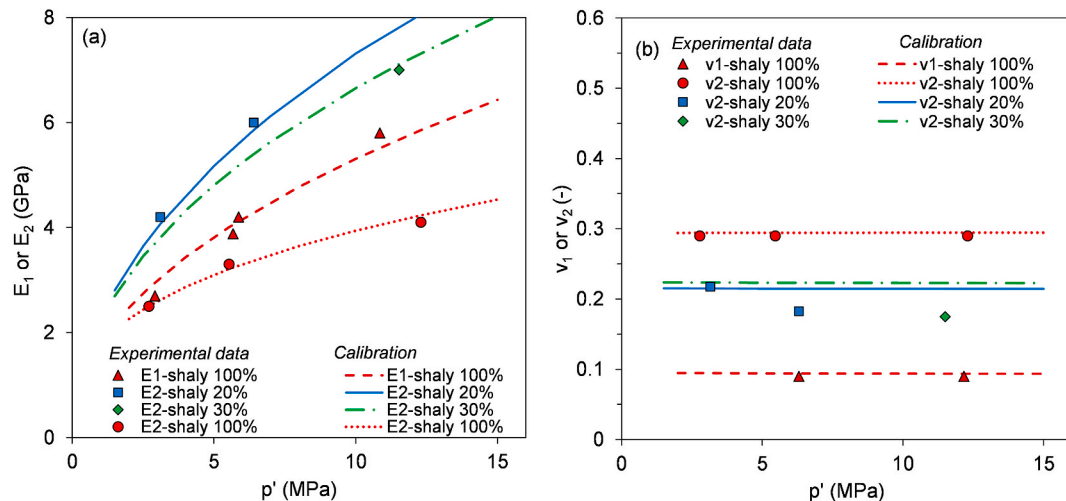 (a)
8
6
4
2
0
E1 or E2 (GPa)
Experimental data
E1-shaly 100%
E2-shaly 20%
E2-shaly 30%
E2-shaly 100%
Calibration
E1-shaly 100%
E2-shaly 20%
E2-shaly 30%
E2-shaly 100%
0 5 10 15
p' (MPa)
(b)
0.6
0.5
0.4
0.3
0.2
0.1
0
v1 or v2 (-)
Experimental data
v1-shaly 100%
v2-shaly 100%
v2-shaly 20%
v2-shaly 30%
Calibration
v1-shaly 100%
v2-shaly 100%
v2-shaly 20%
v2-shaly 30%
0 5 10 15
p' (MPa)